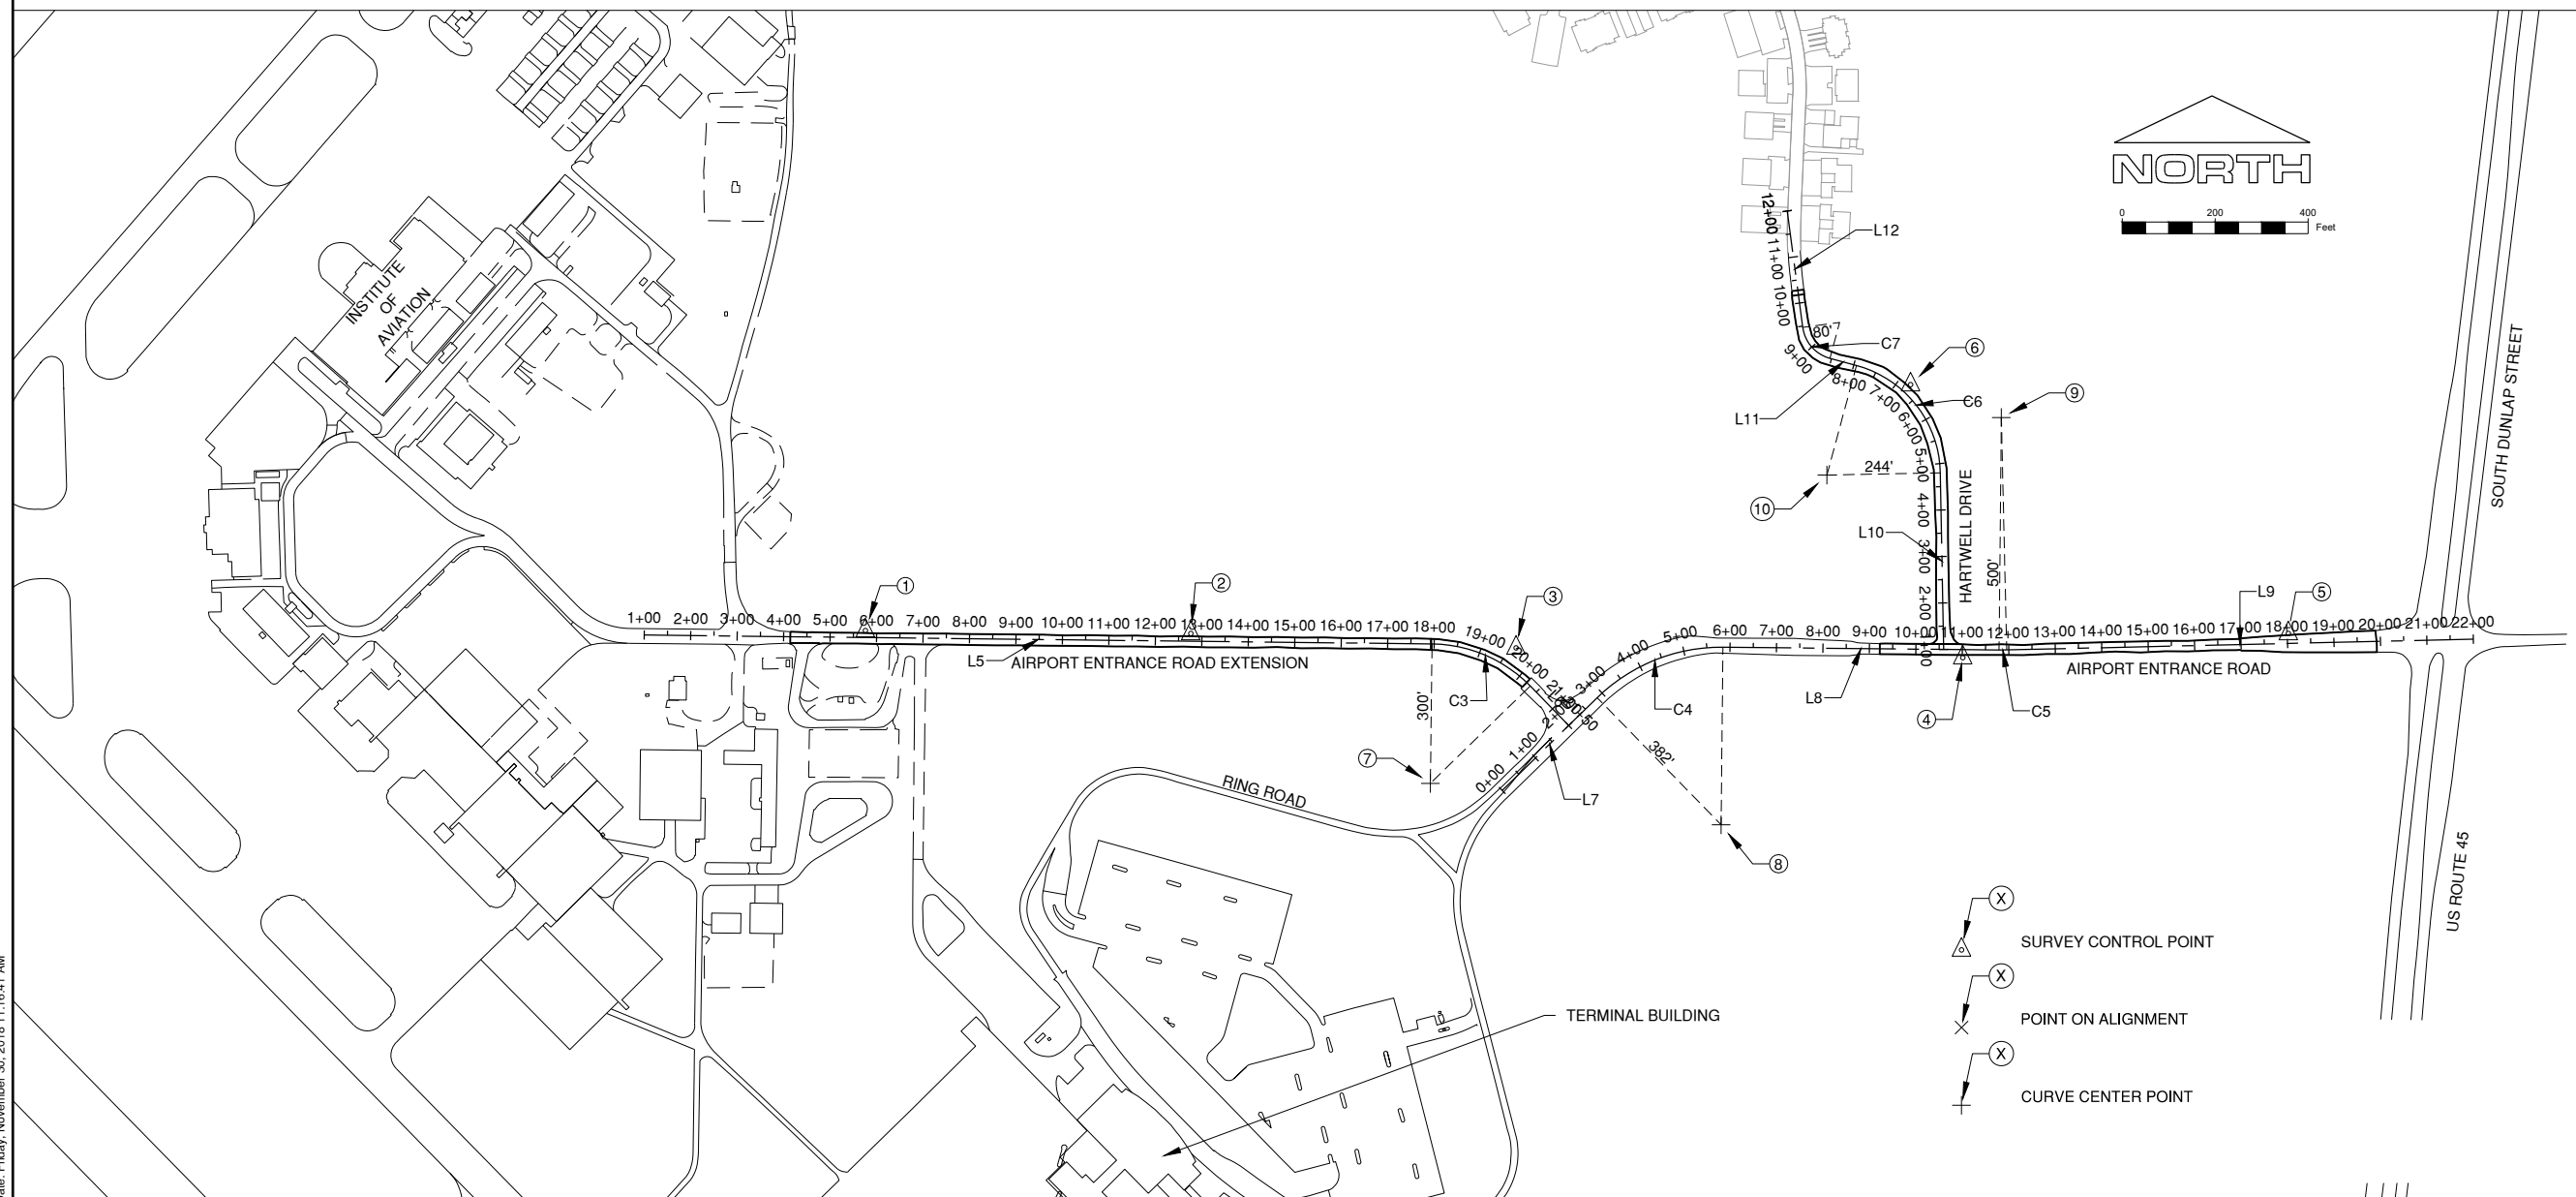 NORTH
0 200 400
Feet
12+00
11+00
10+00
9+00
8+00
7+00
6+00
5+00
4+00
3+00
2+00
L12
80'
C7
6
C6
9
L11
10
244'
L10
HARTWELL DRIVE
500'
SOUTH DUNLAP STREET
INSTITUTE
OF
AVIATION
1
2
3
L9
5
1+00 2+00 3+00 4+00 5+00 6+00 7+00 8+00 9+00 10+00 11+00 12+00 13+00 14+00 15+00 16+00 17+00 18+00 19+00 20+00
L5
AIRPORT ENTRANCE ROAD EXTENSION
300'
C3
7
0+00 1+00 2+00 3+00 4+00 5+00 6+00 7+00 8+00 9+00 10+00 11+00 12+00 13+00 14+00 15+00 16+00 17+00 18+00 19+00 20+00 21+00 22+00
AIRPORT ENTRANCE ROAD
C4
L8
4
C5
382'
L7
8
RING ROAD
US ROUTE 45
TERMINAL BUILDING
X
SURVEY CONTROL POINT
X
POINT ON ALIGNMENT
X
CURVE CENTER POINT